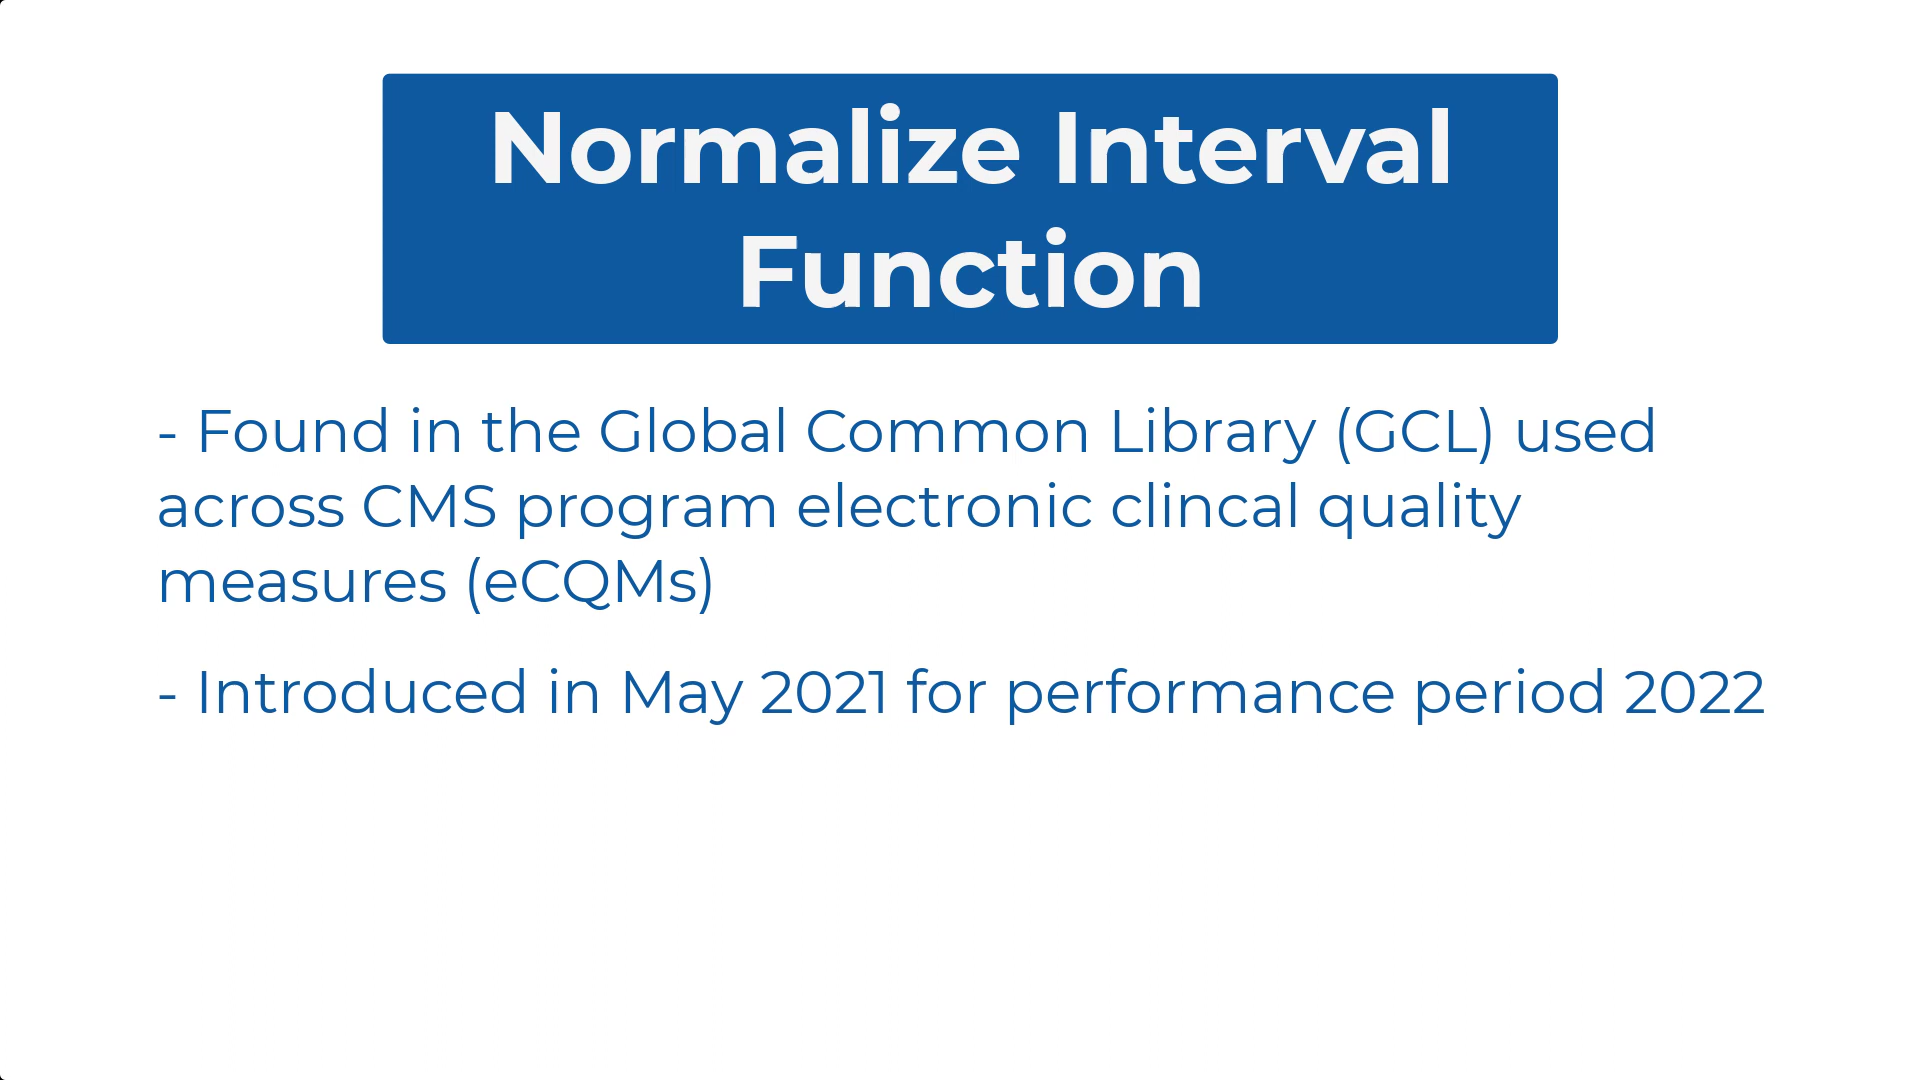 Normalize Interval
Function
- Found in the Global Common Library (GCL) used
across CMS program electronic clincal quality
measures (eCQMs)
- Introduced in May 2021 for performance period 2022